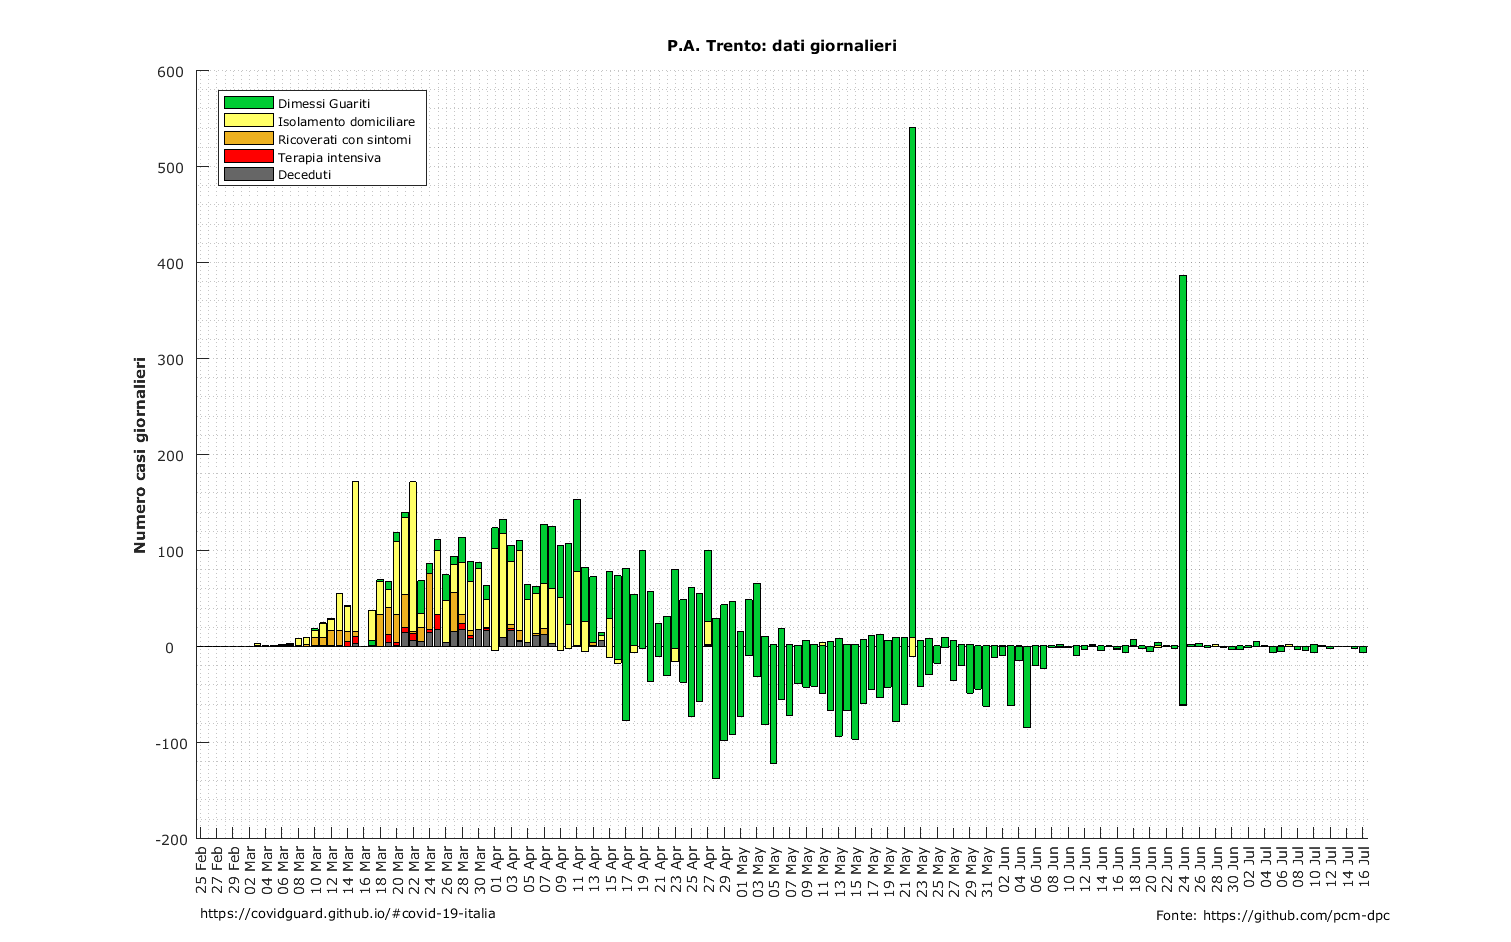 P.A. Trento: dati giornalieri
600
500
400
300
200
100
0
-100
-200
Numero casi giornalieri
Dimessi Guariti
Isolamento domiciliare
Ricoverati con sintomi
Terapia intensiva
Deceduti
25 Feb
27 Feb
29 Feb
02 Mar
04 Mar
06 Mar
08 Mar
10 Mar
12 Mar
14 Mar
16 Mar
18 Mar
20 Mar
22 Mar
24 Mar
26 Mar
28 Mar
30 Mar
01 Apr
03 Apr
05 Apr
07 Apr
09 Apr
11 Apr
13 Apr
15 Apr
17 Apr
19 Apr
21 Apr
23 Apr
25 Apr
27 Apr
29 Apr
01 May
03 May
05 May
07 May
09 May
11 May
13 May
15 May
17 May
19 May
21 May
23 May
25 May
27 May
29 May
31 May
02 Jun
04 Jun
06 Jun
08 Jun
10 Jun
12 Jun
14 Jun
16 Jun
18 Jun
20 Jun
22 Jun
24 Jun
26 Jun
28 Jun
30 Jun
02 Jul
04 Jul
06 Jul
08 Jul
10 Jul
12 Jul
14 Jul
16 Jul
https://covidguard.github.io/#covid-19-italia
Fonte: https://github.com/pcm-dpc